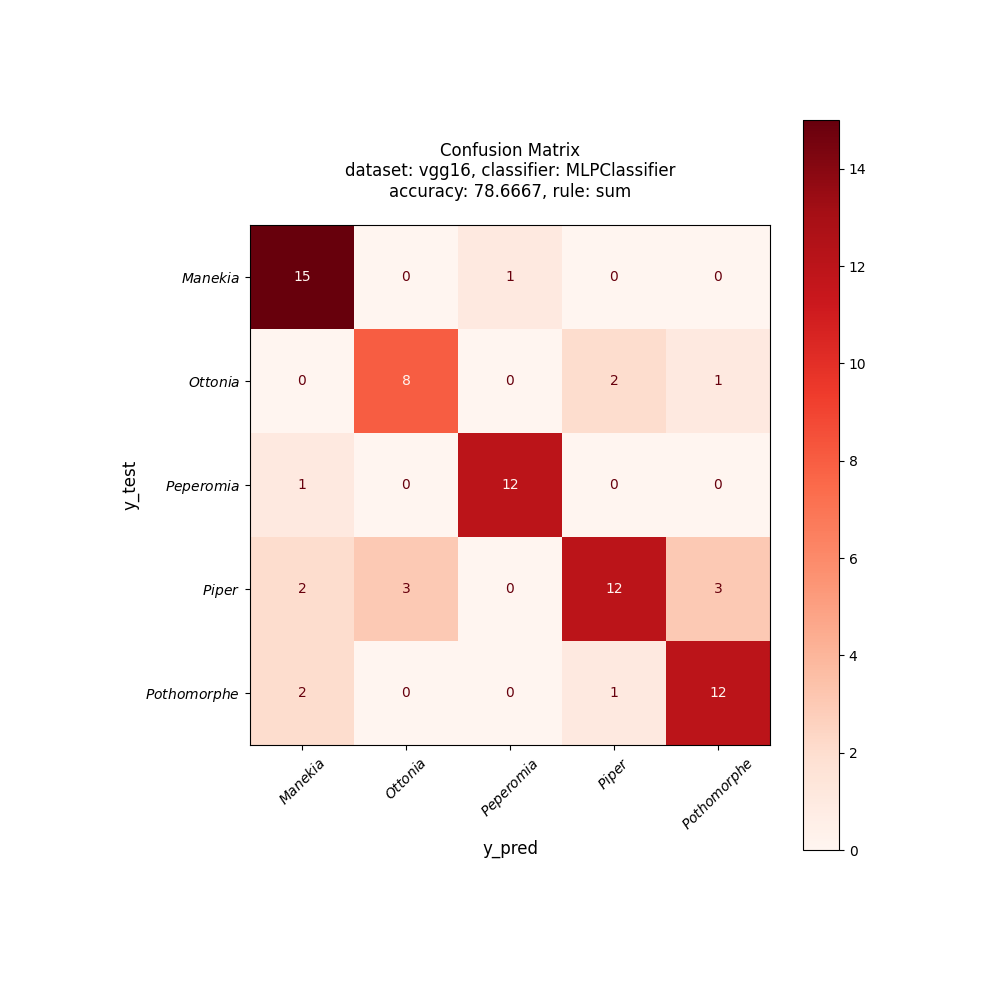 Confusion Matrix
dataset: vgg16, classifier: MLPClassifier
accuracy: 78.6667, rule: sum
Manekia 15 0 1 0 0
Ottonia 0 8 0 2 1
Peperomia 1 0 12 0 0
Piper 2 3 0 12 3
Pothomorphe 2 0 0 1 12
y_test
Manekia Ottonia Peperomia Piper Pothomorphe
y_pred
14
12
10
8
6
4
2
0